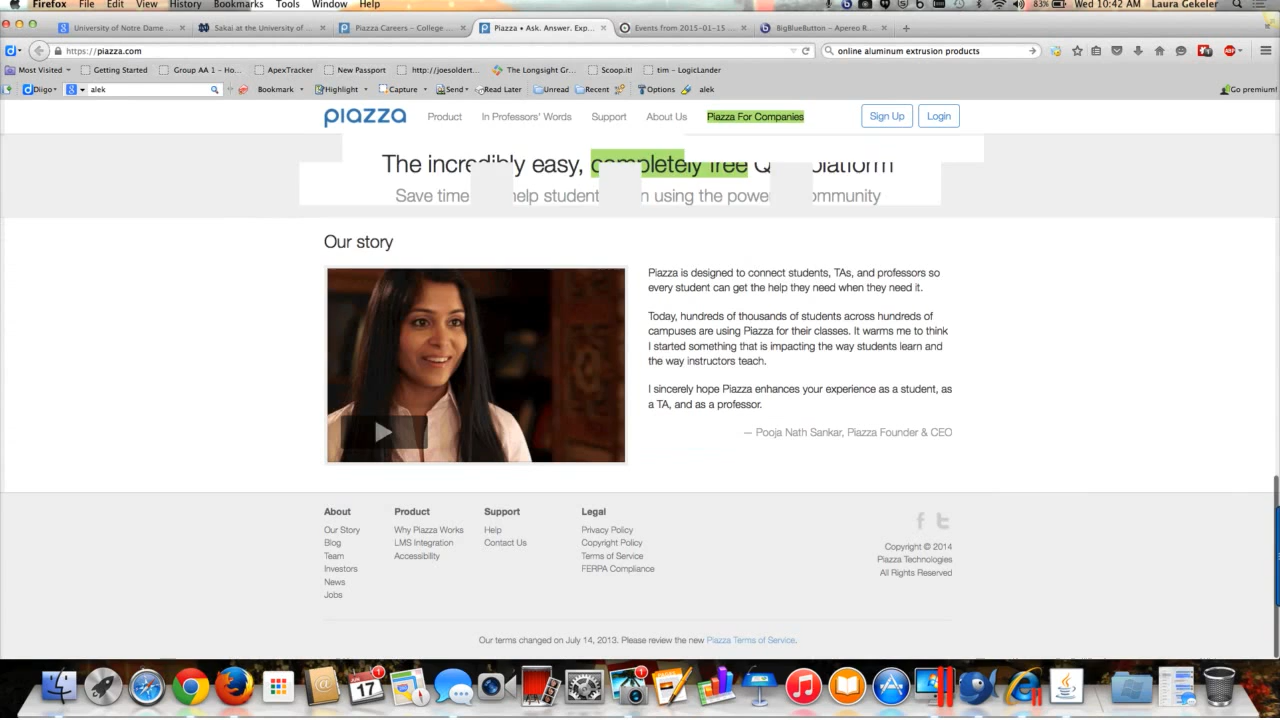 Firefox File Edit View History Bookmarks Tools Window Help 83% Wed 10:42 AM Laura Gekeler
University of Notre Dame ... Sakai at the University of ... Piazza Careers – College ... Piazza • Ask. Answer. Exp... Events from 2015-01-15 ... BigBlueButton - Apereo R...
https://piazza.com online aluminum extrusion products
Most Visited Getting Started Group AA 1 - Ho... ApexTracker New Passport http://joesoldert... The Longsight Gr... Scoop.it! tim - LogicLander
Diigo alek Bookmark Highlight Capture Send Read Later Unread Recent Options alek Go premium!
piazza Product In Professors' Words Support About Us Piazza For Companies Sign Up Login
The incredibly easy, completely free Q platform
Save time help student using the powe mmunity
Our story
Piazza is designed to connect students, TAs, and professors so
every student can get the help they need when they need it.
Today, hundreds of thousands of students across hundreds of
campuses are using Piazza for their classes. It warms me to think
I started something that is impacting the way students learn and
the way instructors teach.
I sincerely hope Piazza enhances your experience as a student, as
a TA, and as a professor.
— Pooja Nath Sankar, Piazza Founder & CEO
About Product Support Legal
Our Story Why Piazza Works Help Privacy Policy
Blog LMS Integration Contact Us Copyright Policy
Team Accessibility Terms of Service
Investors FERPA Compliance
News
Jobs
Copyright © 2014
Piazza Technologies
All Rights Reserved
Our terms changed on July 14, 2013. Please review the new Piazza Terms of Service.
JUN
17
1
1